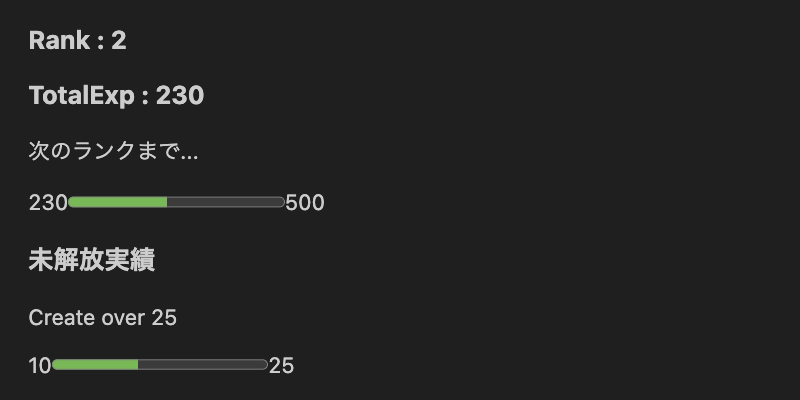 Rank : 2
TotalExp : 230
次のランクまで...
230 500
未解放実績
Create over 25
10 25